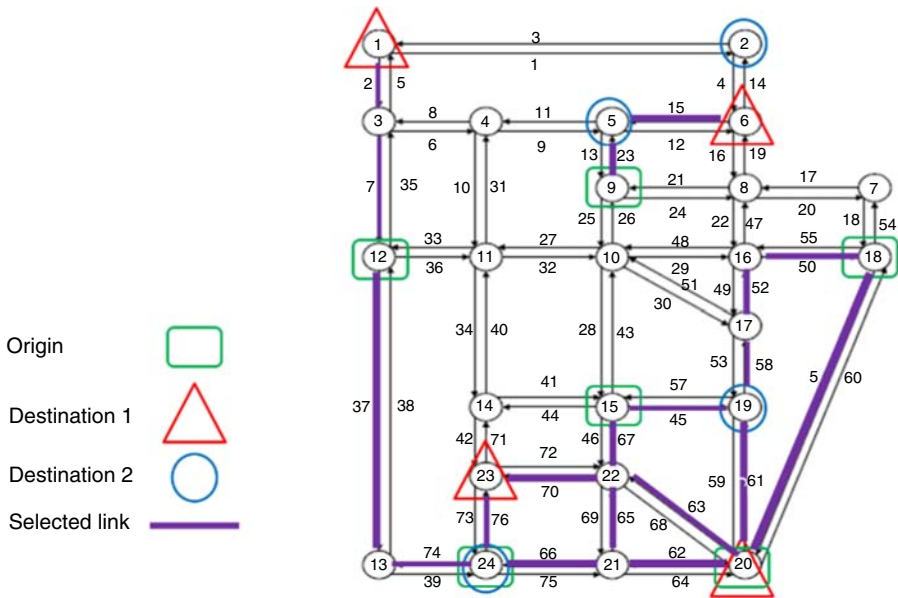 3
1 2
1
2 5 4 14
8 11 15
3 4 5 6
6 9 12
13 23 16 19
21 17
9 8 7
24 20
7 35 10 31 25 26 22 47 18 54
33 27 48 55
12 11 10 16 18
36 32 29 50
51 49 52
30
17
34 40 28 43 53 58 5 60
Origin
41 57
37 38 14 15 19
44 45
Destination 1
42 71 46 67
72
23 22
Destination 2
70 59 61
63
73 76 69 65 68
Selected link
74 66 62
13 24 21 20
39 75 64